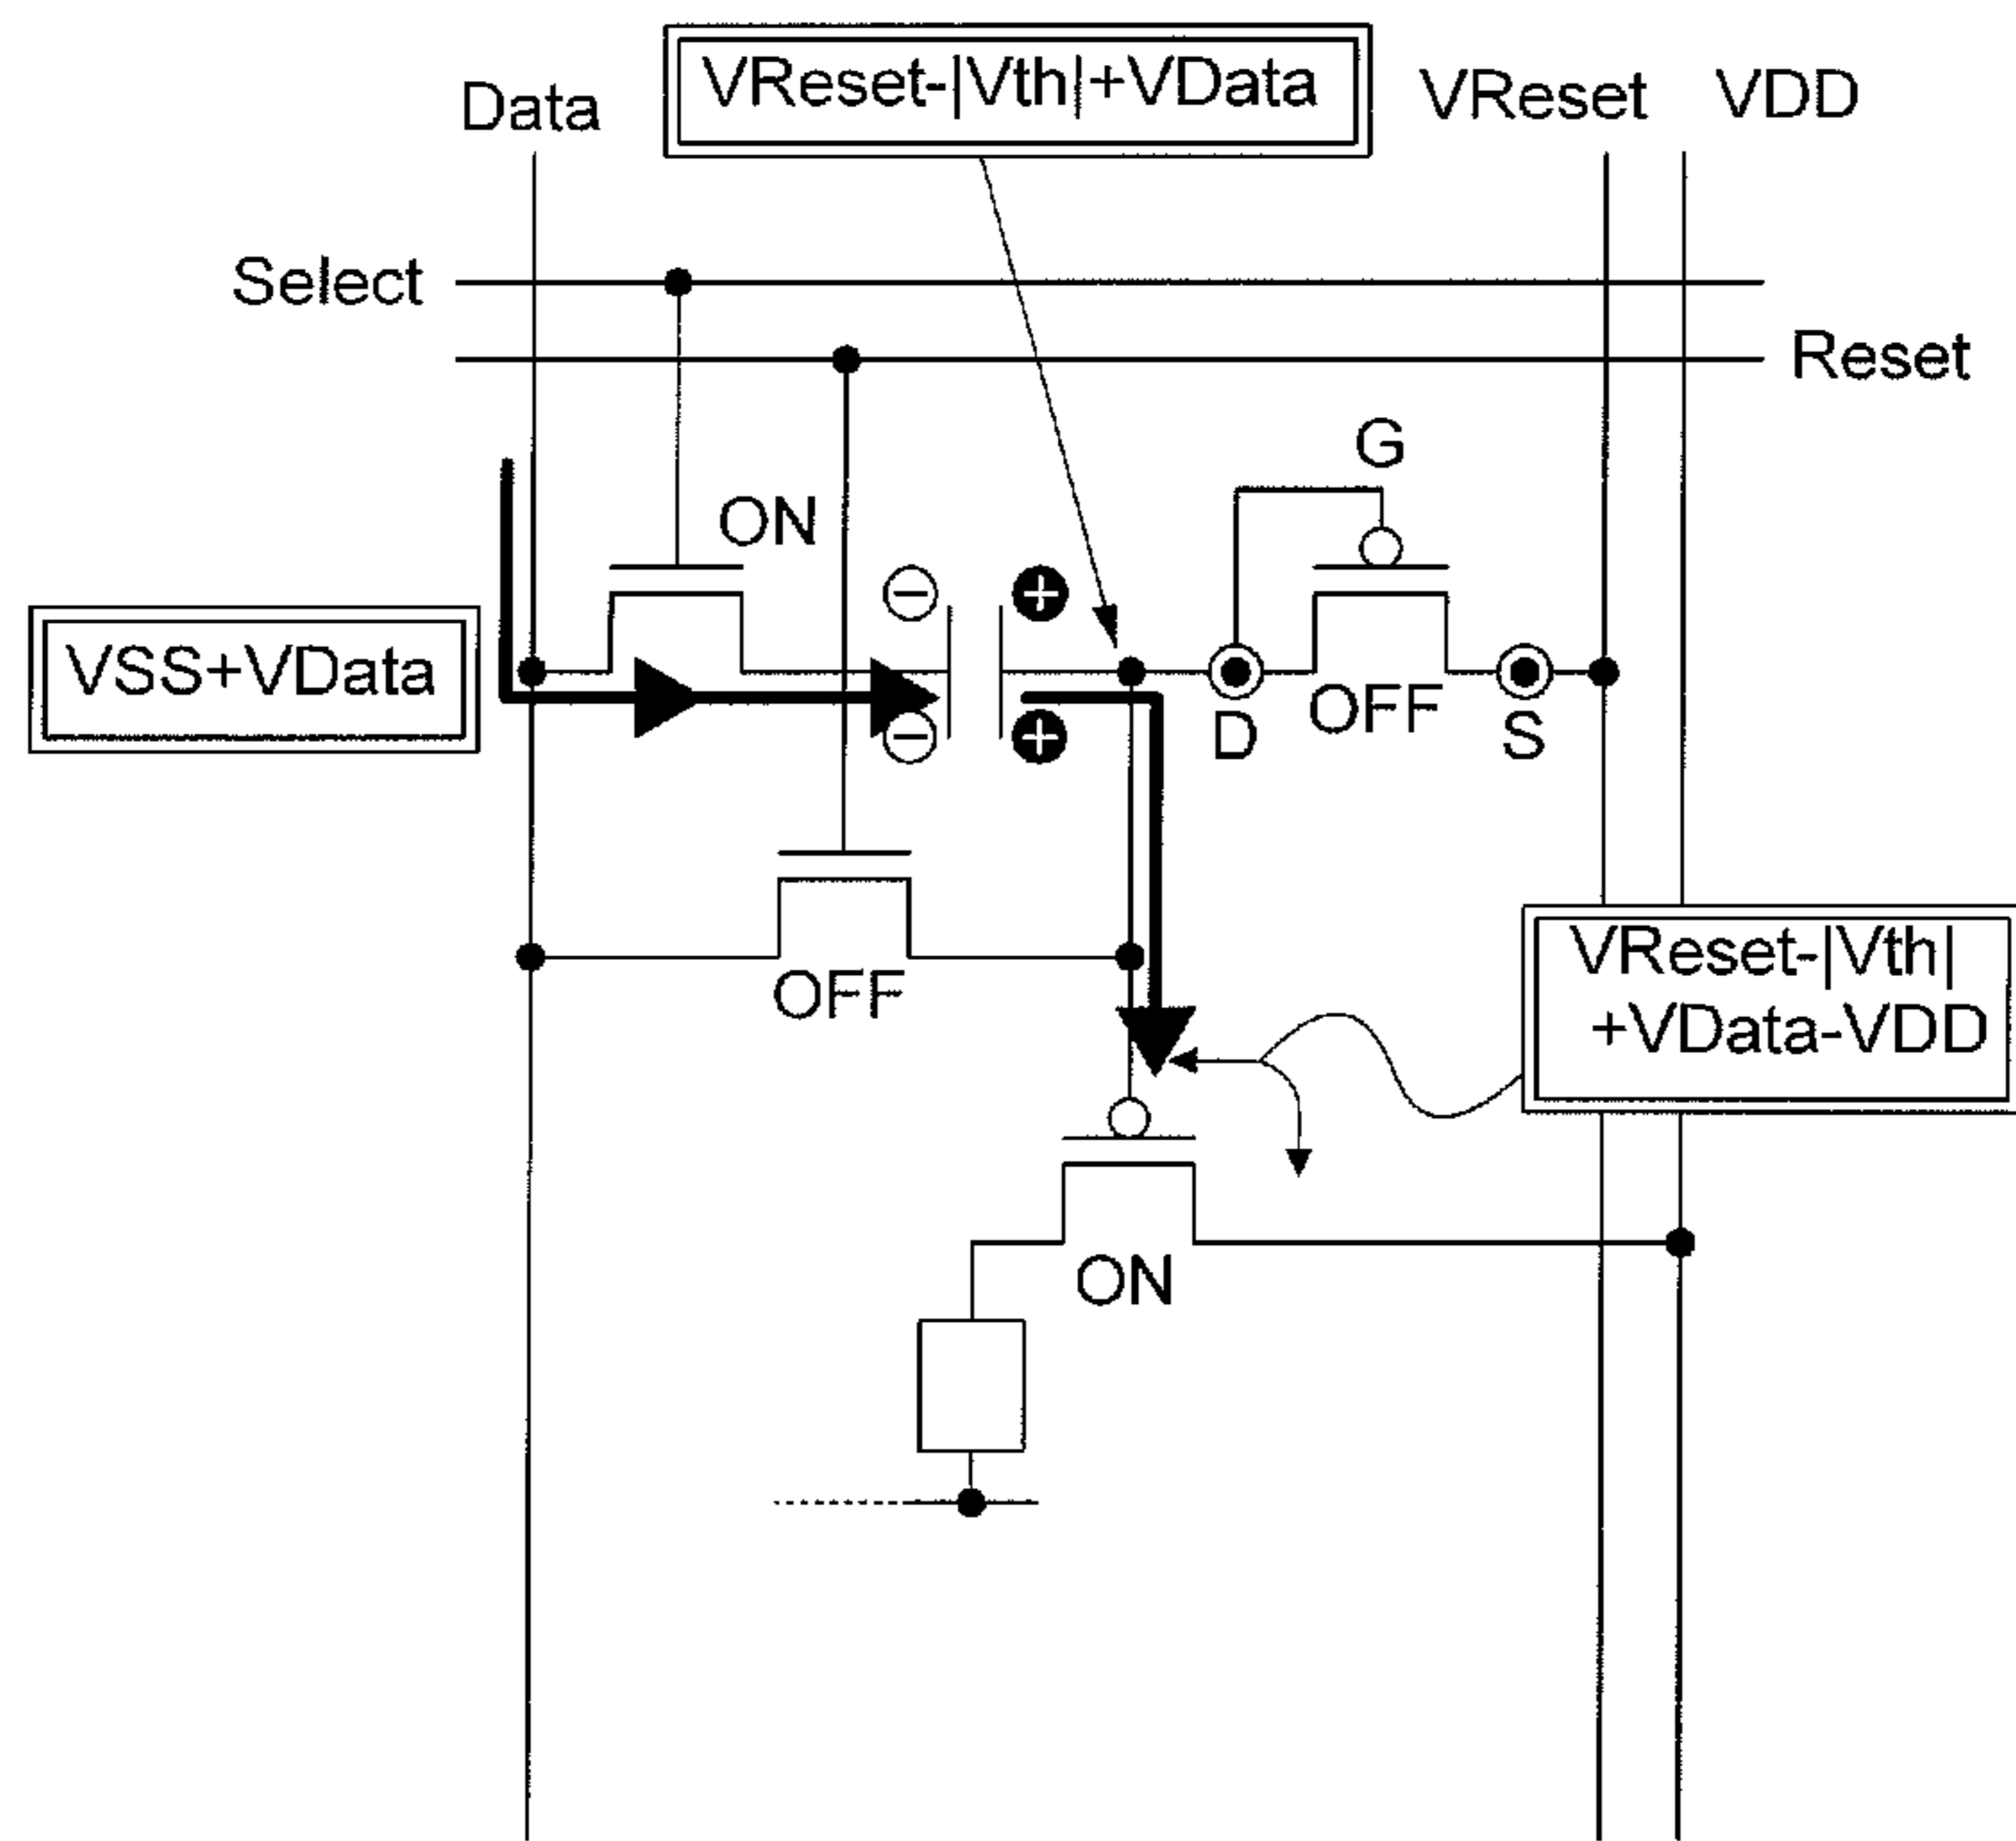 VReset-|Vth|+VData
Data
VReset
VDD
Select
Reset
G
ON
VSS+VData
D
OFF
S
OFF
VReset-|Vth|
+VData-VDD
ON